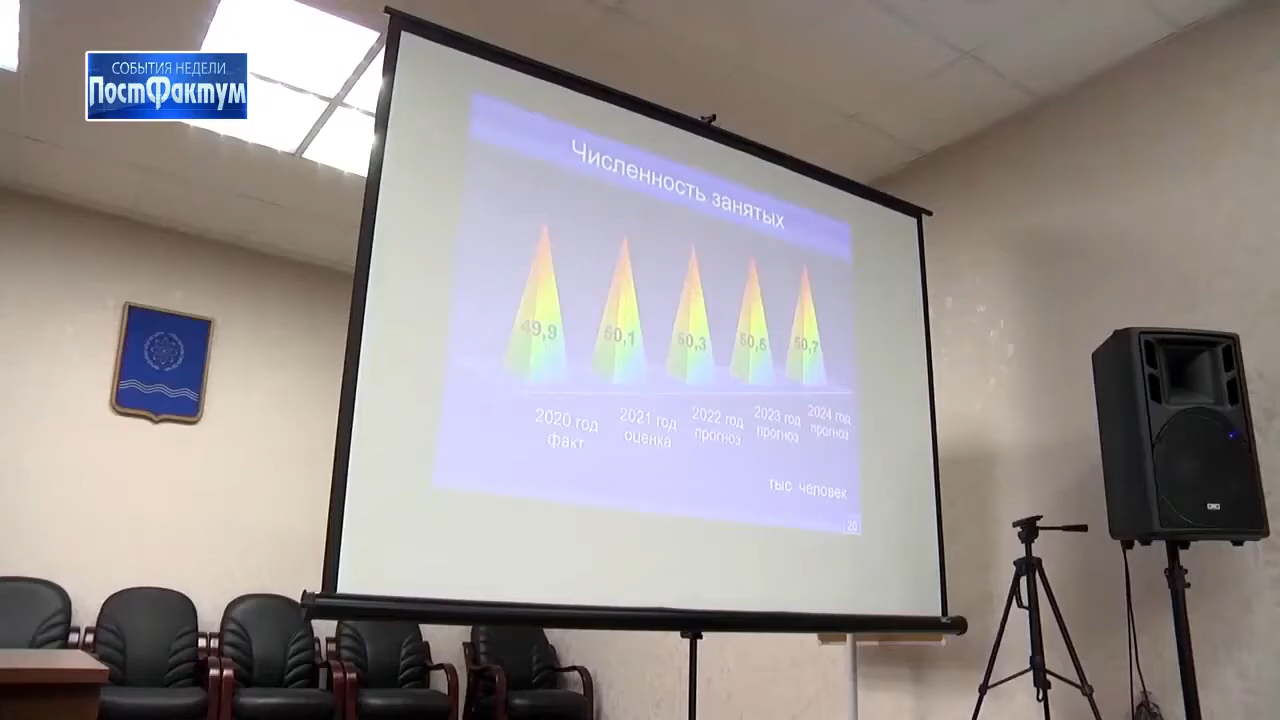 СОБЫТИЯ НЕДЕЛИ
ПостФактум
Численность занятых
49,9 50,1 50,3 50,5 50,7
2020 год 2021 год 2022 год 2023 год 2024 год
факт оценка прогноз прогноз прогноз
тыс человек
20